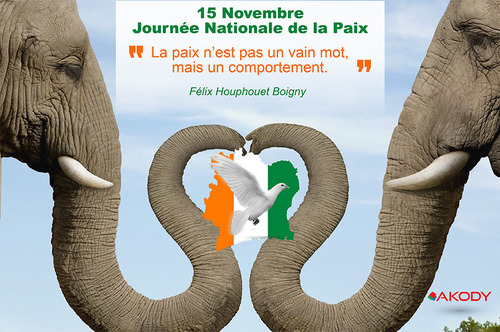 15 Novembre
Journée Nationale de la Paix
" La paix n'est pas un vain mot,
mais un comportement. "
Félix Houphouet Boigny
AKODY